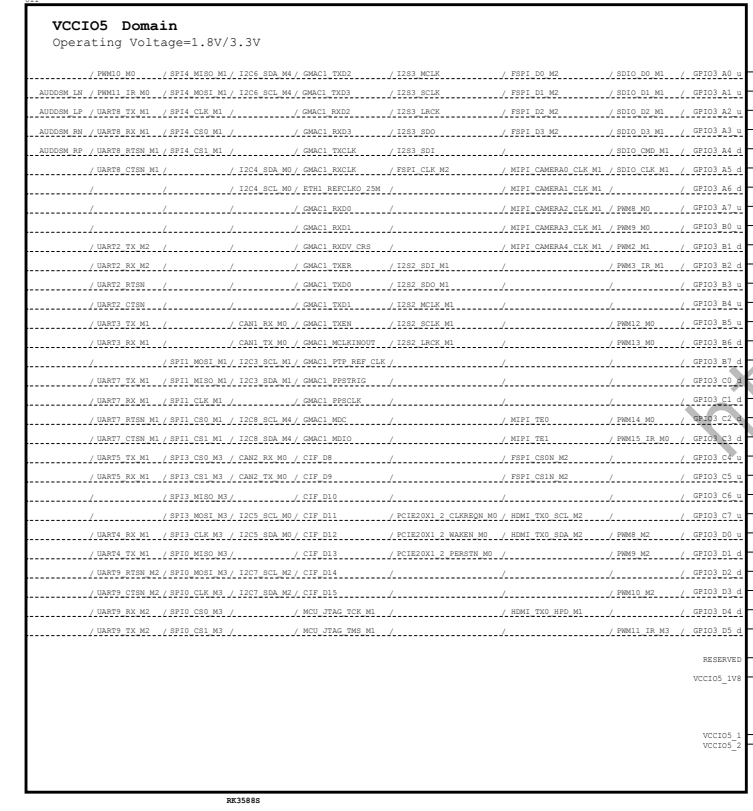 VCCIO5 Domain
Operating Voltage=1.8V/3.3V
/ PWM10_M0 / SPI4_MISO_M1 / I2C6_SDA_M4 / GMAC1_TXD2 / I2S3_MCLK / FSPI_D0_M2 / SDIO_D0_M1 / GPIO3_A0_u
AUDDSM_LN / PWM11_IR_M0 / SPI4_MOSI_M1 / I2C6_SCL_M4 / GMAC1_TXD3 / I2S3_SCLK / FSPI_D1_M2 / SDIO_D1_M1 / GPIO3_A1_u
AUDDSM_LP / UART8_TX_M1 / SPI4_CLK_M1 / / GMAC1_RXD2 / I2S3_LRCK / FSPI_D2_M2 / SDIO_D2_M1 / GPIO3_A2_u
AUDDSM_RN / UART8_RX_M1 / SPI4_CS0_M1 / / GMAC1_RXD3 / I2S3_SDO / FSPI_D3_M2 / SDIO_D3_M1 / GPIO3_A3_u
AUDDSM_RP / UART8_RTSN_M1 / SPI4_CS1_M1 / / GMAC1_TXCLK / I2S3_SDI / / SDIO_CMD_M1 / GPIO3_A4_d
/ UART8_CTSN_M1 / / I2C4_SDA_M0 / GMAC1_RXCLK / FSPI_CLK_M2 / MIPI_CAMERA0_CLK_M1 / SDIO_CLK_M1 / GPIO3_A5_d
/ / / I2C4_SCL_M0 / ETH1_REFCLKO_25M / / MIPI_CAMERA1_CLK_M1 / / GPIO3_A6_d
/ / / / GMAC1_RXD0 / / MIPI_CAMERA2_CLK_M1 / PWM8_M0 / GPIO3_A7_u
/ / / / GMAC1_RXD1 / / MIPI_CAMERA3_CLK_M1 / PWM9_M0 / GPIO3_B0_u
/ UART2_TX_M2 / / / GMAC1_RXDV_CRS / / MIPI_CAMERA4_CLK_M1 / PWM2_M1 / GPIO3_B1_d
/ UART2_RX_M2 / / / GMAC1_TXER / I2S2_SDI_M1 / / PWM3_IR_M1 / GPIO3_B2_d
/ UART2_RTSN / / / GMAC1_TXD0 / I2S2_SDO_M1 / / / GPIO3_B3_u
/ UART2_CTSN / / / GMAC1_TXD1 / I2S2_MCLK_M1 / / / GPIO3_B4_u
/ UART3_TX_M1 / / CAN1_RX_M0 / GMAC1_TXEN / I2S2_SCLK_M1 / / PWM12_M0 / GPIO3_B5_u
/ UART3_RX_M1 / / CAN1_TX_M0 / GMAC1_MCLKINOUT / I2S2_LRCK_M1 / / PWM13_M0 / GPIO3_B6_d
/ / SPI1_MOSI_M1 / I2C3_SCL_M1 / GMAC1_PTP_REF_CLK / / / / GPIO3_B7_d
/ UART7_TX_M1 / SPI1_MISO_M1 / I2C3_SDA_M1 / GMAC1_PPSTRIG / / / / GPIO3_C0_d
/ UART7_RX_M1 / SPI1_CLK_M1 / / GMAC1_PPSCLK / / / / GPIO3_C1_d
/ UART7_RTSN_M1 / SPI1_CS0_M1 / I2C8_SCL_M4 / GMAC1_MDC / / MIPI_TE0 / PWM14_M0 / GPIO3_C2_d
/ UART7_CTSN_M1 / SPI1_CS1_M1 / I2C8_SDA_M4 / GMAC1_MDIO / / MIPI_TE1 / PWM15_IR_M0 / GPIO3_C3_d
/ UART5_TX_M1 / SPI3_CS0_M3 / CAN2_RX_M0 / CIF_D8 / / FSPI_CS0N_M2 / / GPIO3_C4_u
/ UART5_RX_M1 / SPI3_CS1_M3 / CAN2_TX_M0 / CIF_D9 / / FSPI_CS1N_M2 / / GPIO3_C5_u
/ / SPI3_MISO_M3 / / CIF_D10 / / / / GPIO3_C6_u
/ / SPI3_MOSI_M3 / I2C5_SCL_M0 / CIF_D11 / PCIE20X1_2_CLKREQN_M0 / HDMI_TX0_SCL_M2 / / GPIO3_C7_u
/ UART4_RX_M1 / SPI3_CLK_M3 / I2C5_SDA_M0 / CIF_D12 / PCIE20X1_2_WAKEN_M0 / HDMI_TX0_SDA_M2 / PWM8_M2 / GPIO3_D0_u
/ UART4_TX_M1 / SPI0_MISO_M3 / / CIF_D13 / PCIE20X1_2_PERSTN_M0 / / PWM9_M2 / GPIO3_D1_d
/ UART9_RTSN_M2 / SPI0_MOSI_M3 / I2C7_SCL_M2 / CIF_D14 / / / / GPIO3_D2_d
/ UART9_CTSN_M2 / SPI0_CLK_M3 / I2C7_SDA_M2 / CIF_D15 / / / PWM10_M2 / GPIO3_D3_d
/ UART9_RX_M2 / SPI0_CS0_M3 / / MCU_JTAG_TCK_M1 / / HDMI_TX0_HPD_M1 / / GPIO3_D4_d
/ UART9_TX_M2 / SPI0_CS1_M3 / / MCU_JTAG_TMS_M1 / / / PWM11_IR_M3 / GPIO3_D5_d
RESERVED
VCCIO5_1V8
VCCIO5_1
VCCIO5_2
RK3588S